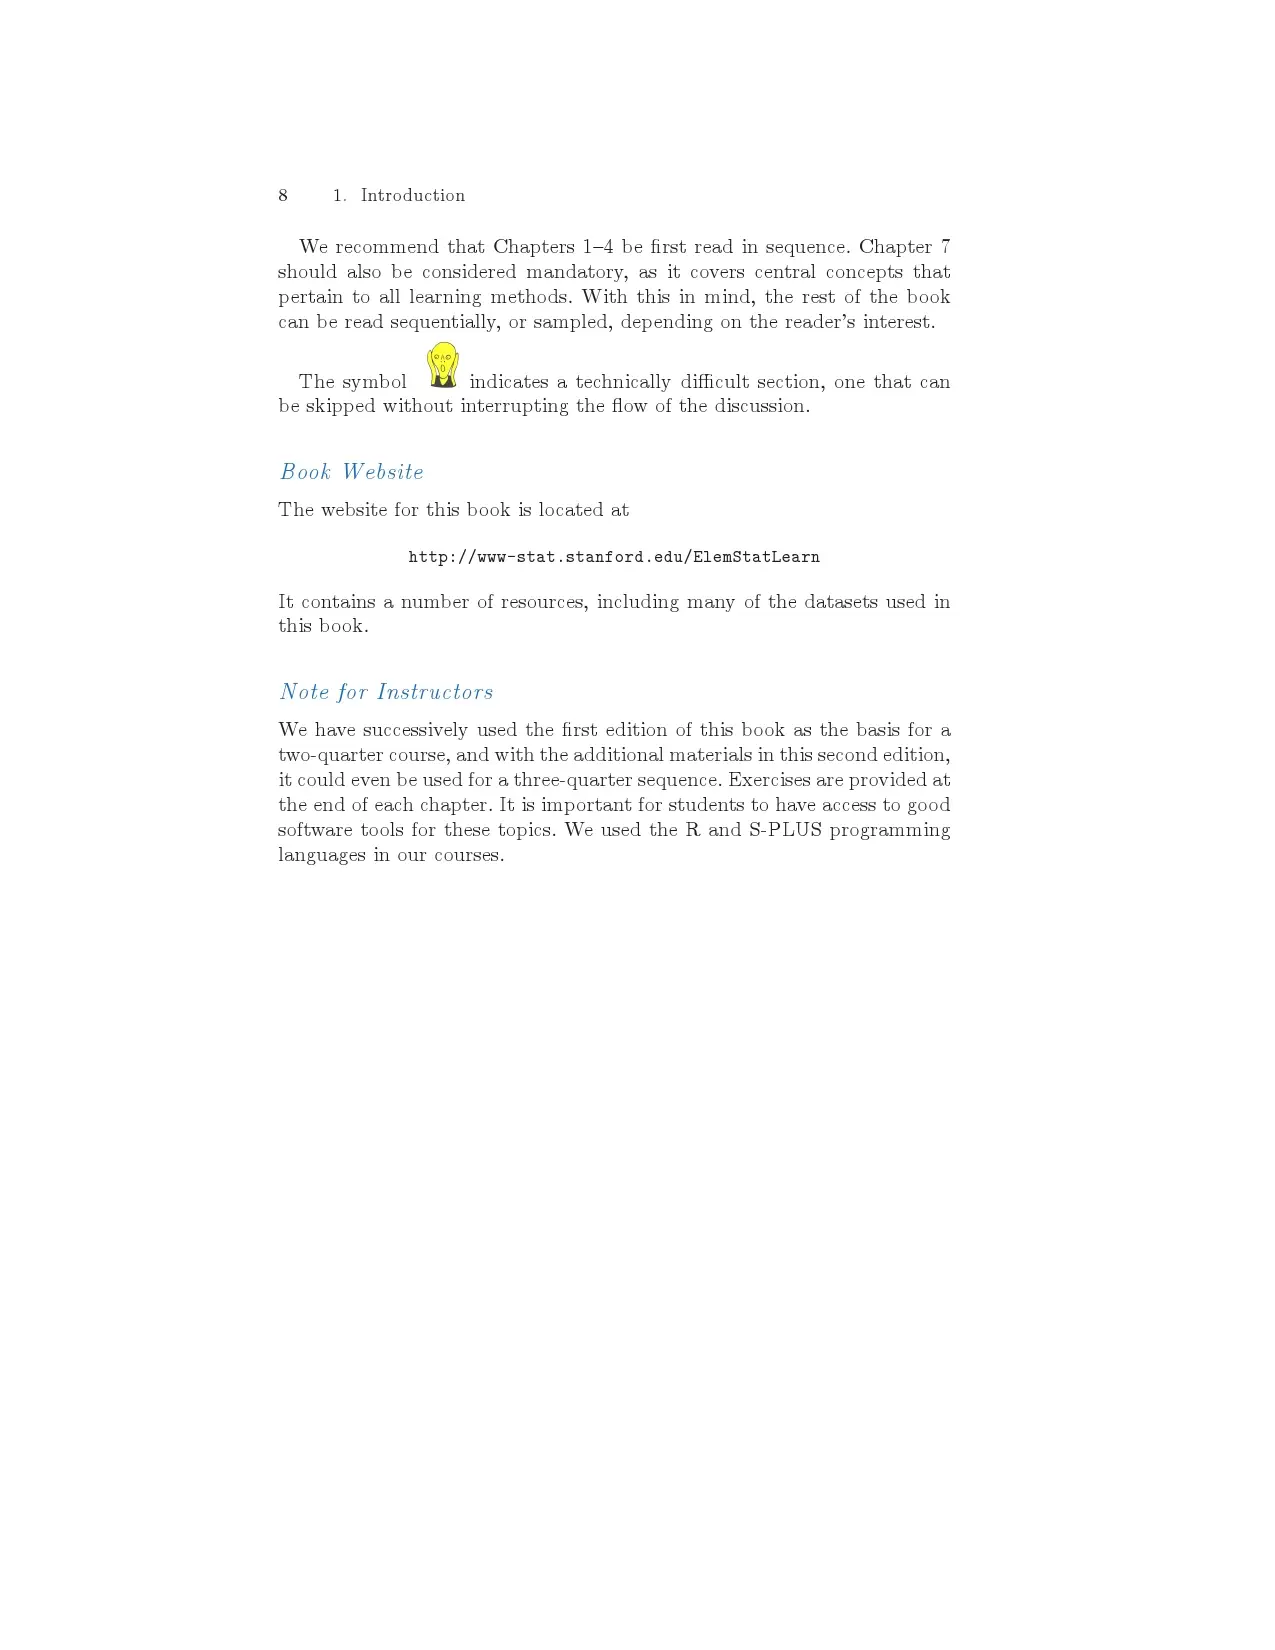 8 1. Introduction
We recommend that Chapters 1–4 be first read in sequence. Chapter 7
should also be considered mandatory, as it covers central concepts that
pertain to all learning methods. With this in mind, the rest of the book
can be read sequentially, or sampled, depending on the reader's interest.
The symbol indicates a technically difficult section, one that can
be skipped without interrupting the flow of the discussion.
Book Website
The website for this book is located at
http://www-stat.stanford.edu/ElemStatLearn
It contains a number of resources, including many of the datasets used in
this book.
Note for Instructors
We have successively used the first edition of this book as the basis for a
two-quarter course, and with the additional materials in this second edition,
it could even be used for a three-quarter sequence. Exercises are provided at
the end of each chapter. It is important for students to have access to good
software tools for these topics. We used the R and S-PLUS programming
languages in our courses.